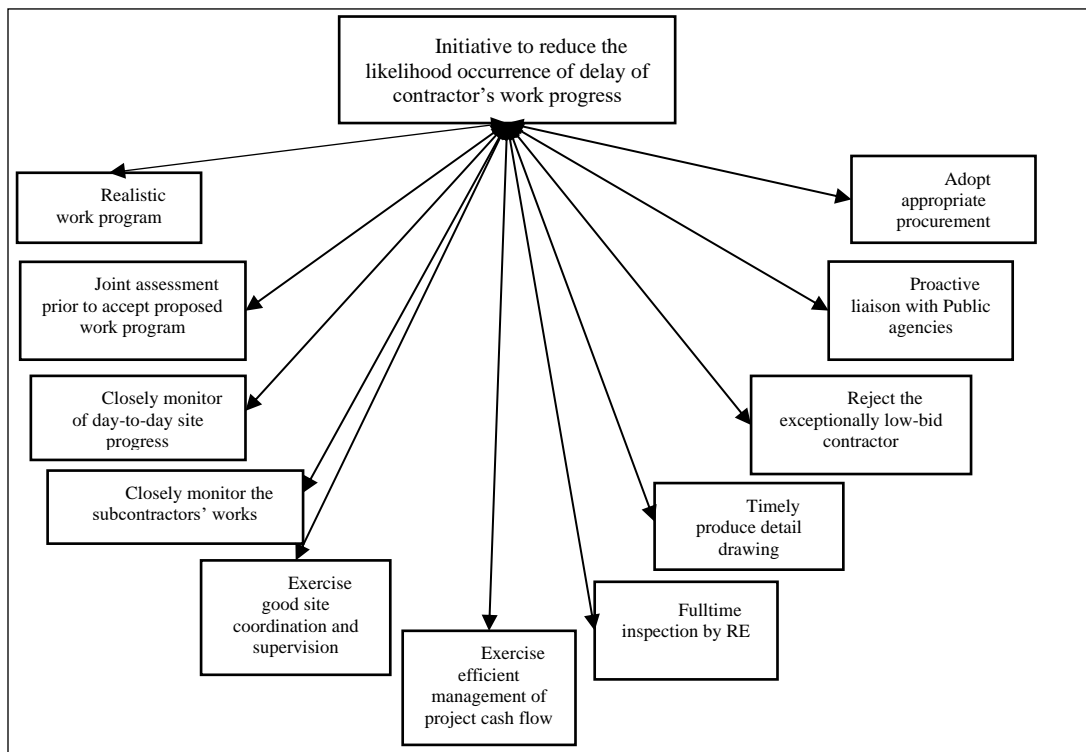 Initiative to reduce the
likelihood occurrence of delay of
contractor's work progress
Realistic
work program
Adopt
appropriate
procurement
Joint assessment
prior to accept proposed
work program
Proactive
liaison with Public
agencies
Closely monitor
of day-to-day site
progress
Reject the
exceptionally low-bid
contractor
Closely monitor the
subcontractors' works
Timely
produce detail
drawing
Exercise
good site
coordination and
supervision
Fulltime
inspection by RE
Exercise
efficient
management of
project cash flow